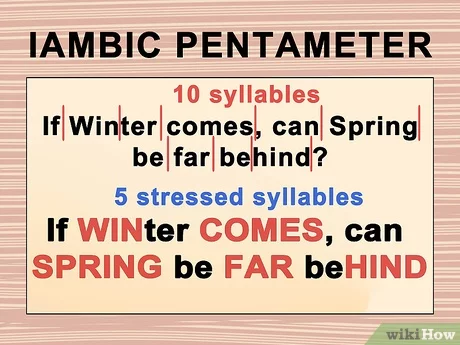 IAMBIC PENTAMETER
10 syllables
If Winter comes, can Spring
be far behind?
5 stressed syllables
If WINter COMES, can
SPRING be FAR beHIND
wikiHow